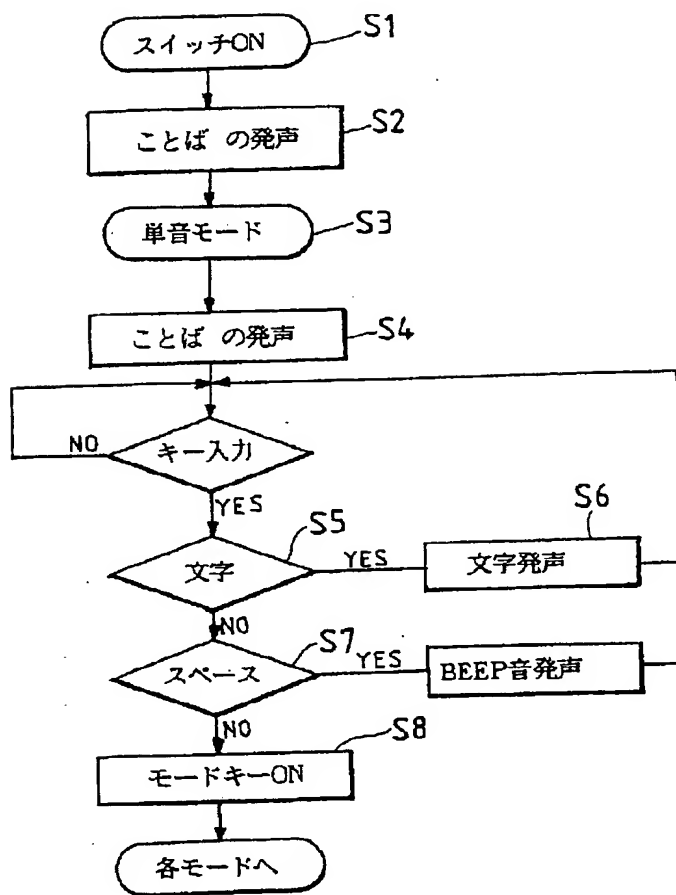 スイッチON
S1
ことば の発声
S2
単音モード
S3
ことば の発声
S4
キー入力
NO
YES
文字
S5
YES
文字発声
S6
NO
スペース
S7
YES
BEEP音発声
NO
モードキーON
S8
各モードへ